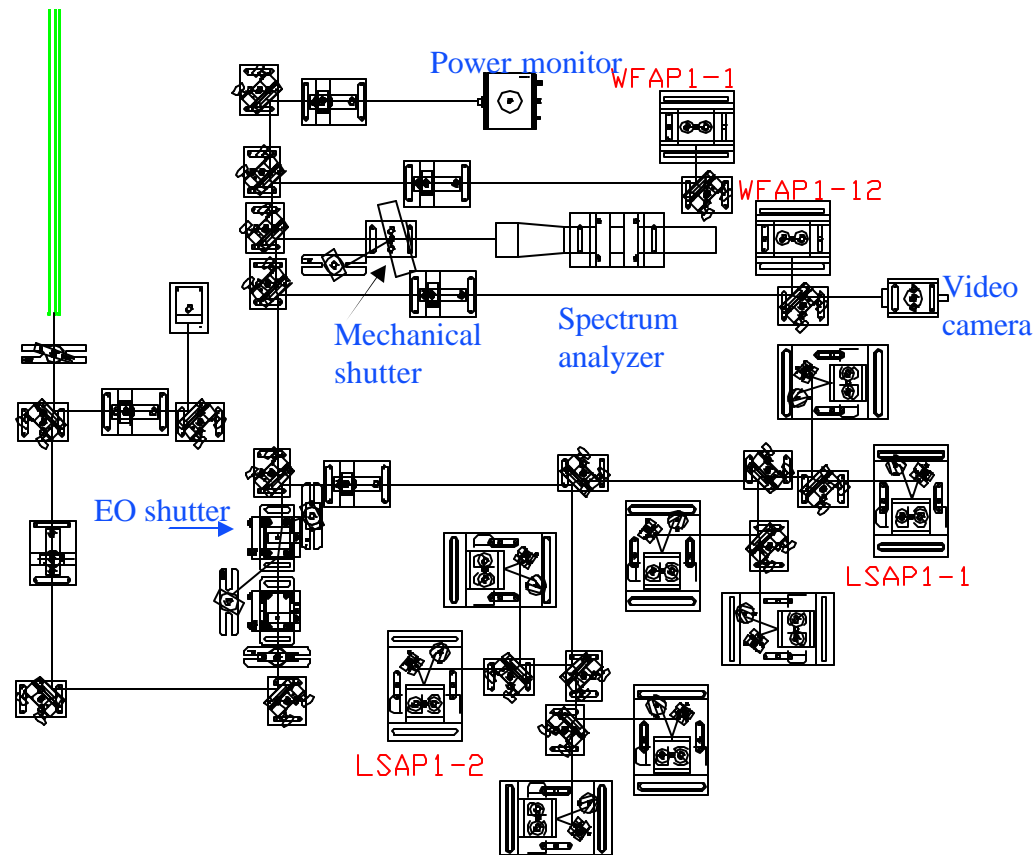 Power monitor
WFAP1-1
WFAP1-12
Video
camera
Mechanical
shutter
Spectrum
analyzer
EO shutter
LSAP1-1
LSAP1-2